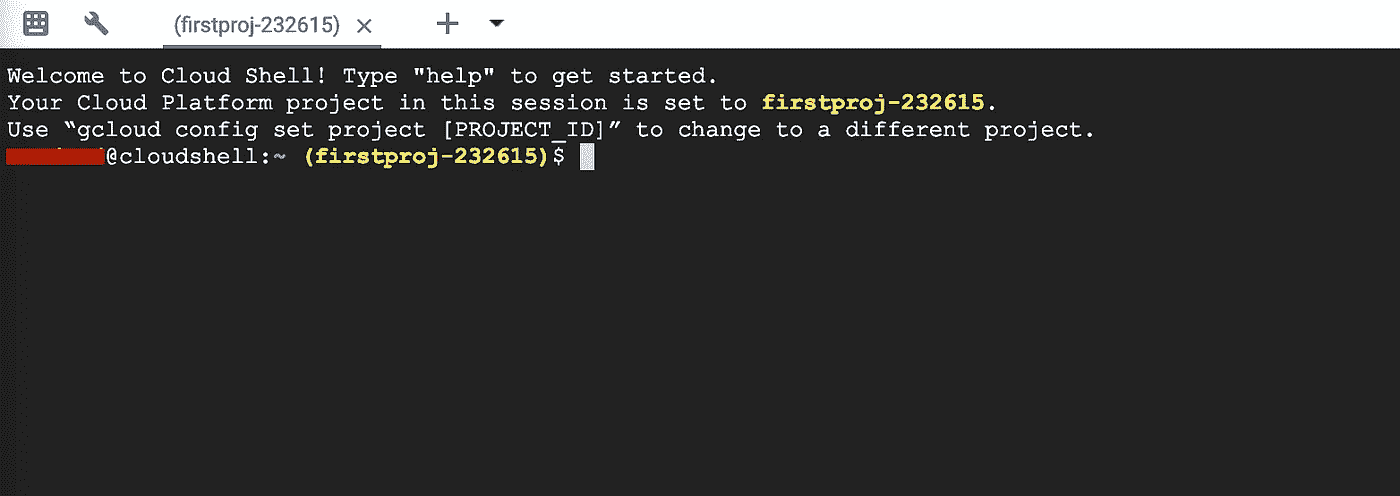 (firstproj-232615)
Welcome to Cloud Shell! Type "help" to get started.
Your Cloud Platform project in this session is set to firstproj-232615.
Use “gcloud config set project [PROJECT_ID]” to change to a different project.
@cloudshell:~ (firstproj-232615)$